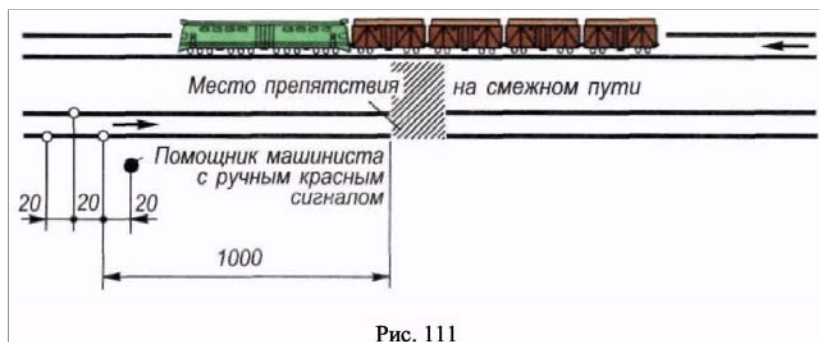 Место препятствия на смежном пути
Помощник машиниста
с ручным красным
сигналом
20 20 20
1000
Рис. 111